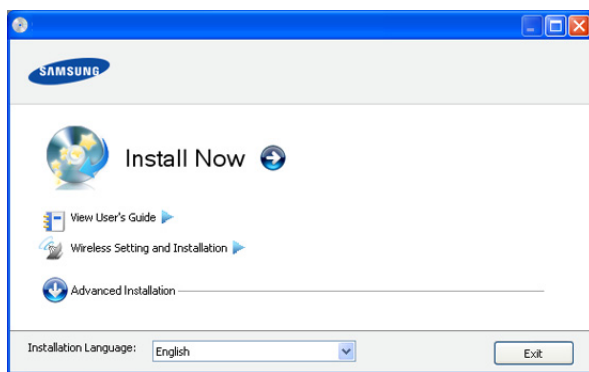 SAMSUNG
Install Now
View User's Guide
Wireless Setting and Installation
Advanced Installation
Installation Language: English Exit